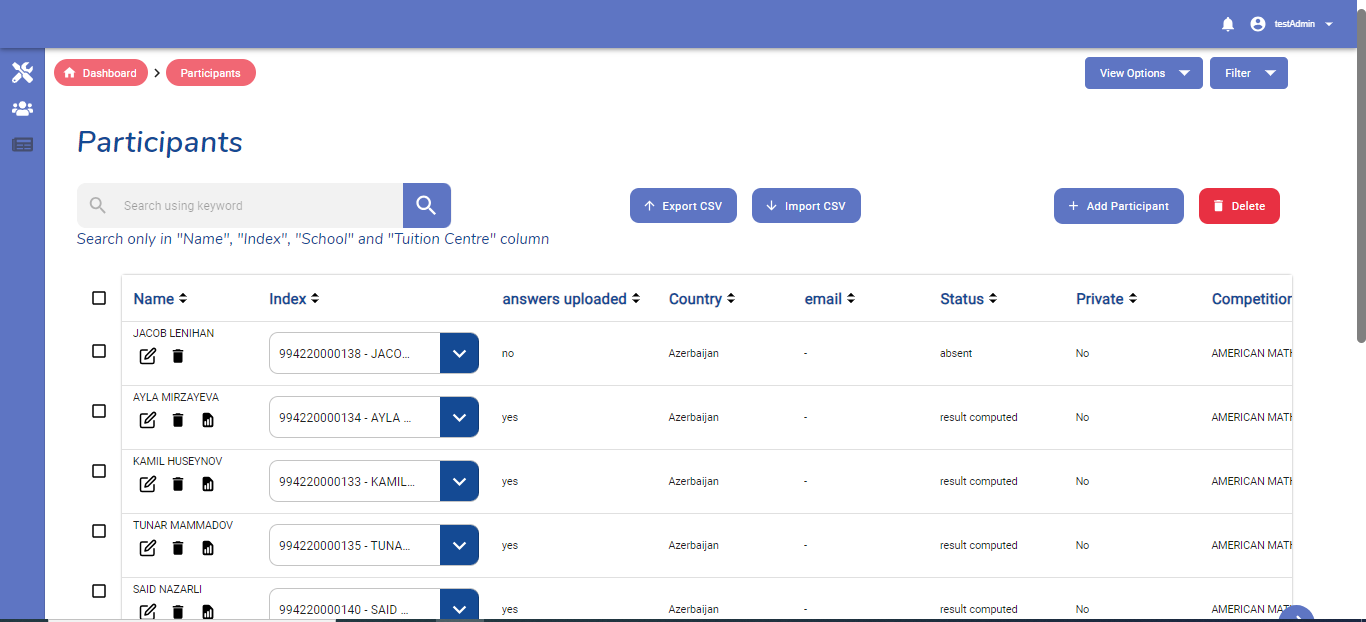 testAdmin
Dashboard
Participants
View Options
Filter
Participants
Search using keyword
Export CSV
Import CSV
Add Participant
Delete
Search only in "Name", "Index", "School" and "Tuition Centre" column
Name Index answers uploaded Country email Status Private Competition
JACOB LENIHAN
994220000138 - JACO... no Azerbaijan - absent No AMERICAN MATH
AYLA MIRZAYEVA
994220000134 - AYLA ... yes Azerbaijan - result computed No AMERICAN MATH
KAMIL HUSEYNOV
994220000133 - KAMIL... yes Azerbaijan - result computed No AMERICAN MATH
TUNAR MAMMADOV
994220000135 - TUNA... yes Azerbaijan - result computed No AMERICAN MATH
SAID NAZARLI
994220000140 - SAID ... yes Azerbaijan - result computed No AMERICAN MAT